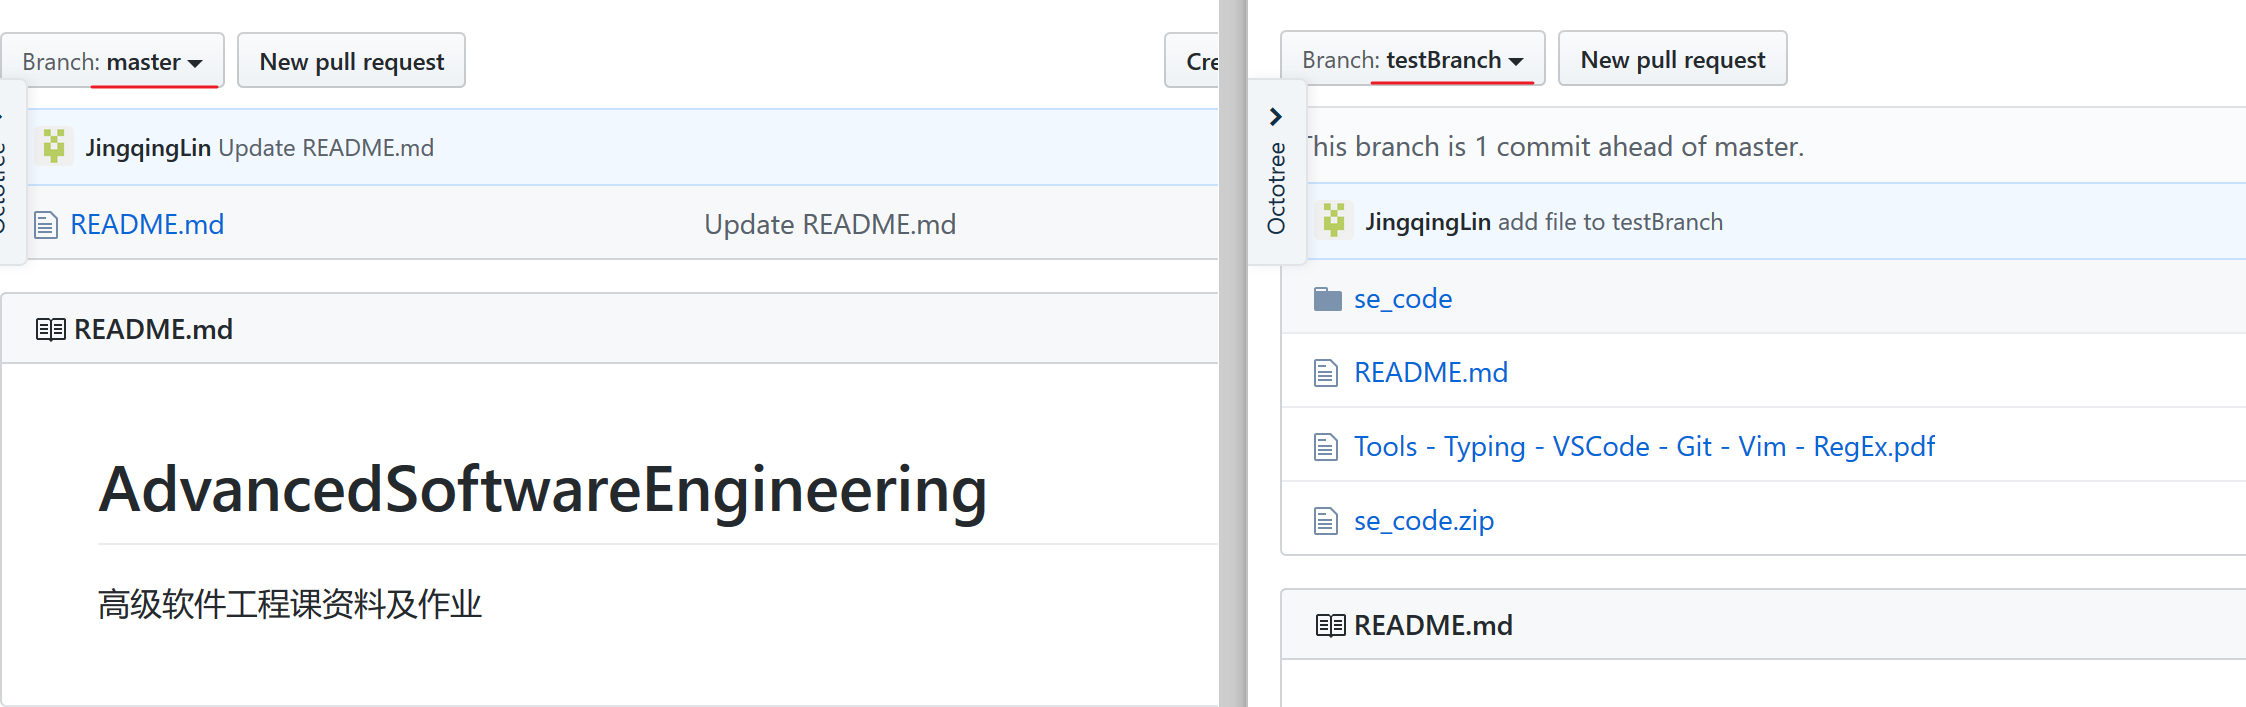 Branch: master
New pull request
Cre
JingqingLin Update README.md
README.md
Update README.md
README.md
AdvancedSoftwareEngineering
高级软件工程课资料及作业
Branch: testBranch
New pull request
This branch is 1 commit ahead of master.
Octotree
JingqingLin add file to testBranch
se_code
README.md
Tools - Typing - VSCode - Git - Vim - RegEx.pdf
se_code.zip
README.md